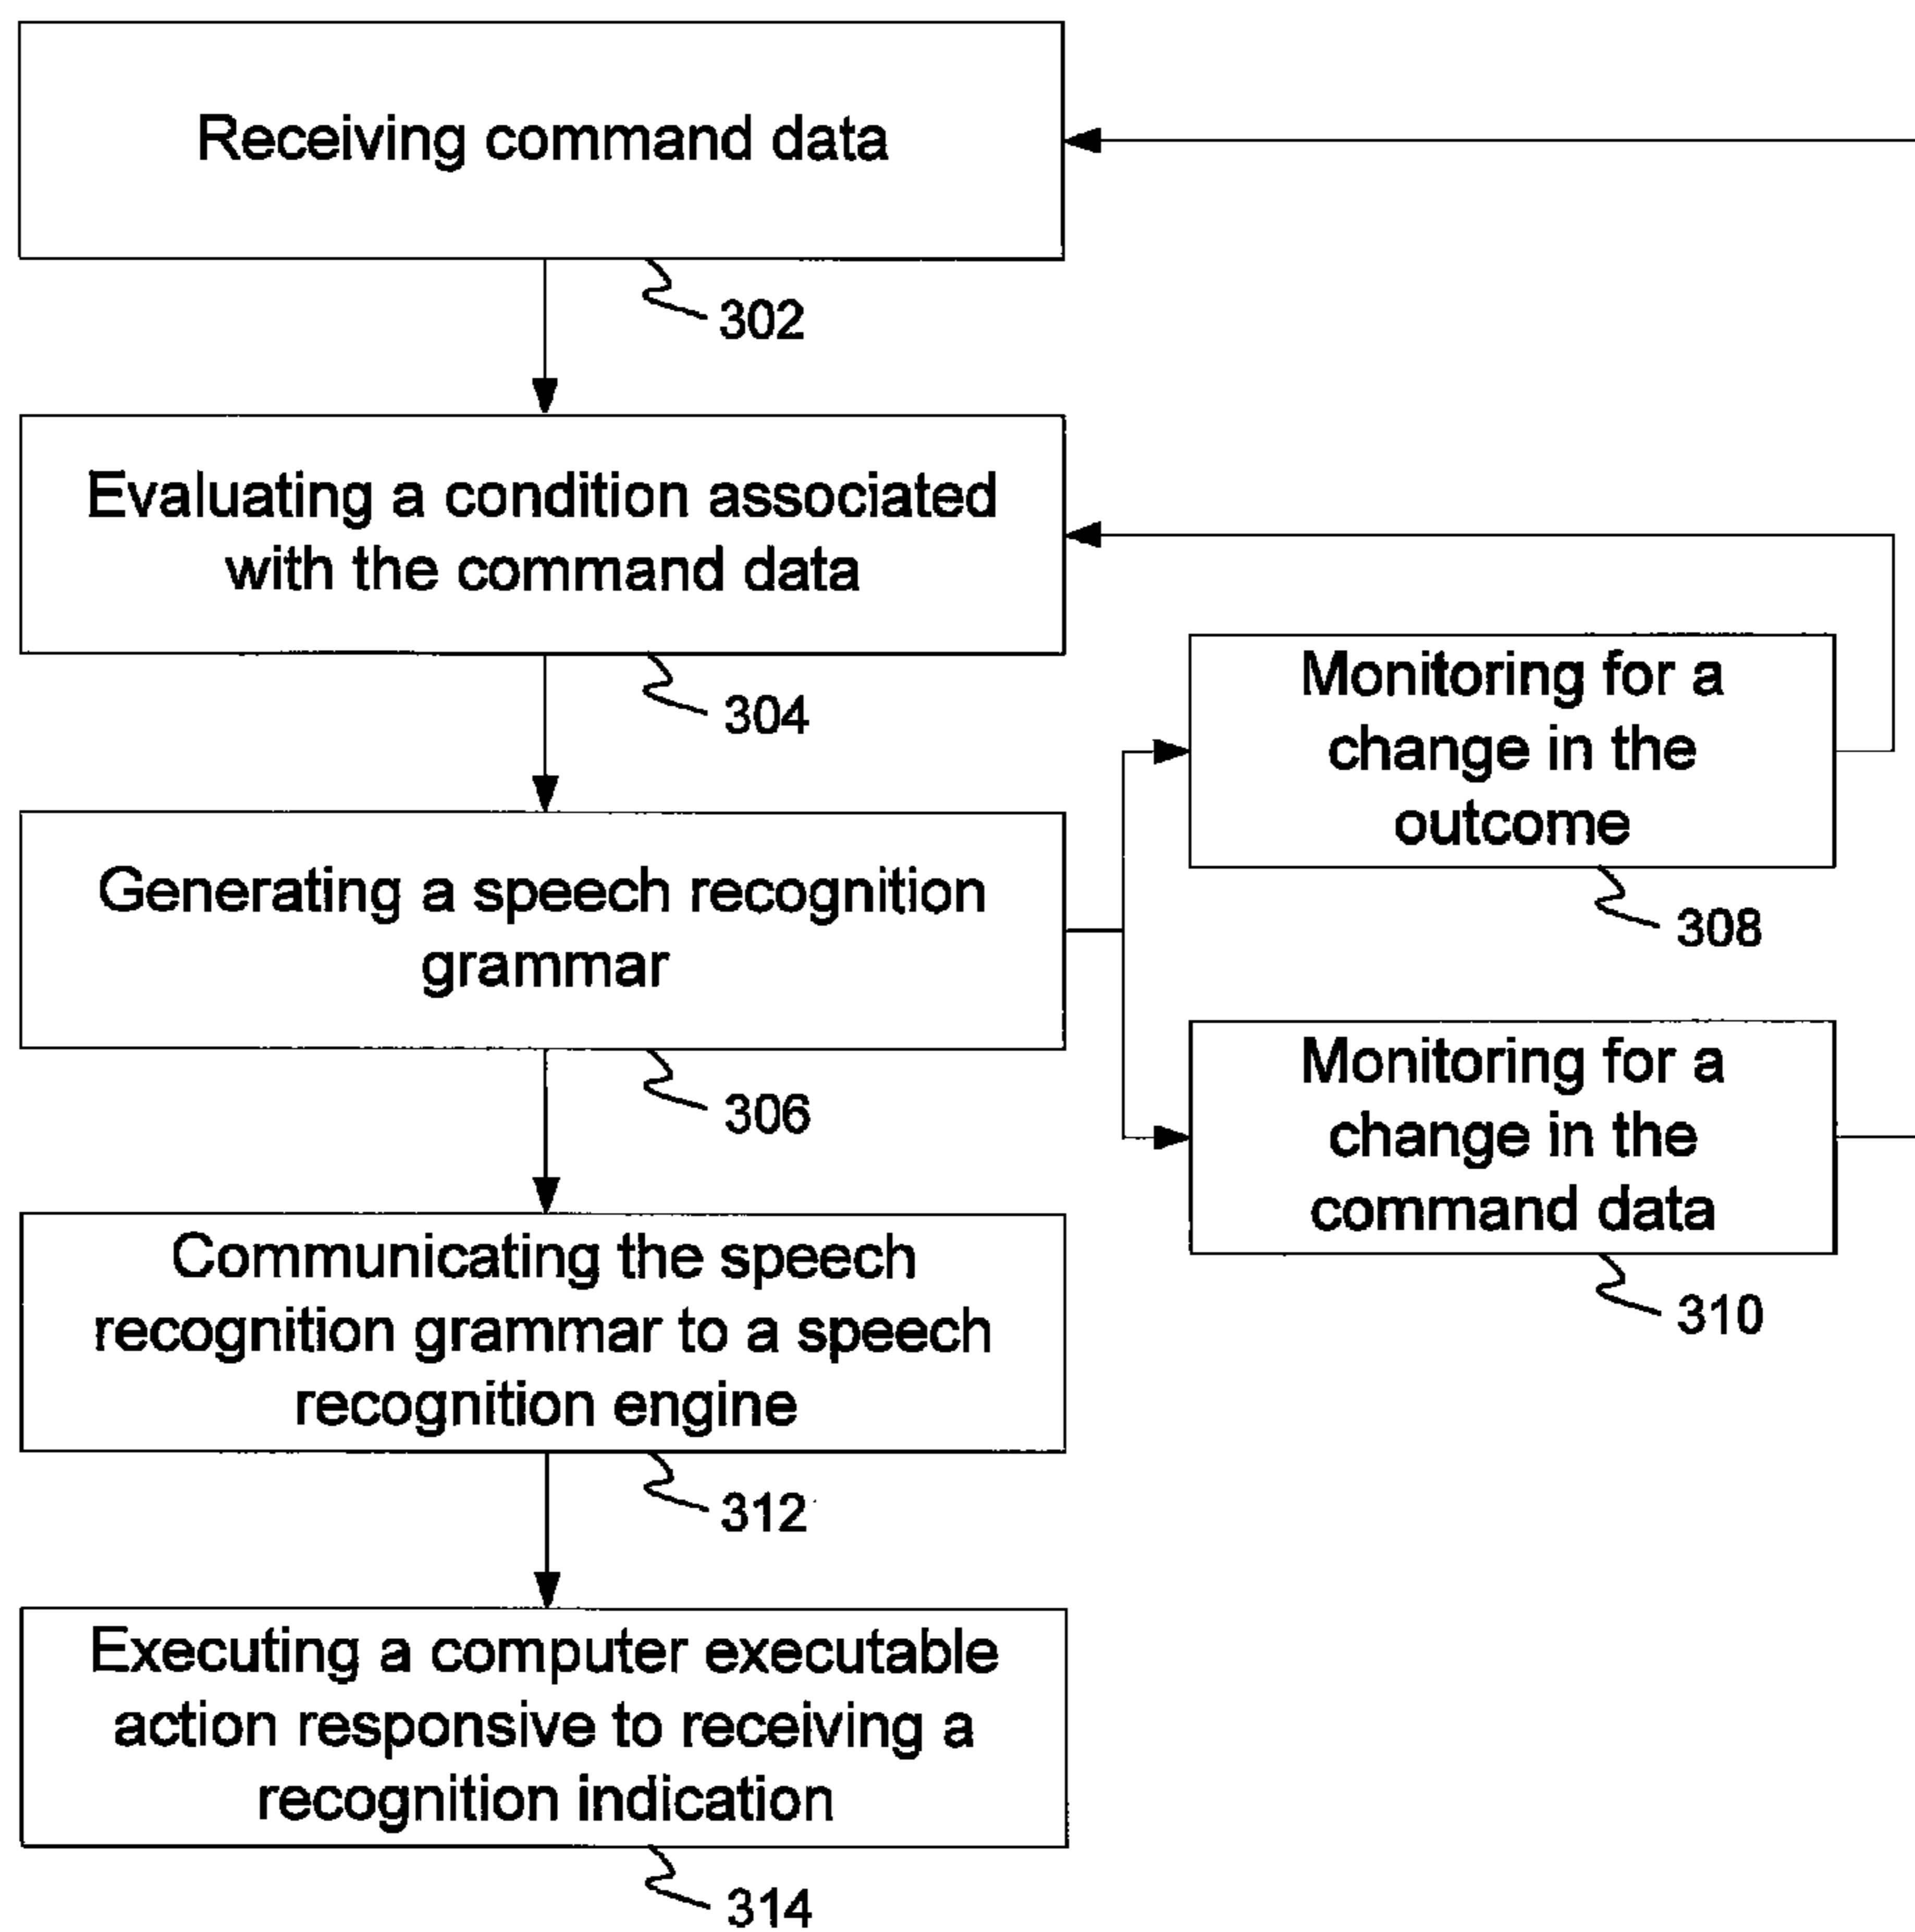 Receiving command data
302
Evaluating a condition associated
with the command data
304
Monitoring for a
change in the
outcome
308
Generating a speech recognition
grammar
306
Monitoring for a
change in the
command data
310
Communicating the speech
recognition grammar to a speech
recognition engine
312
Executing a computer executable
action responsive to receiving a
recognition indication
314